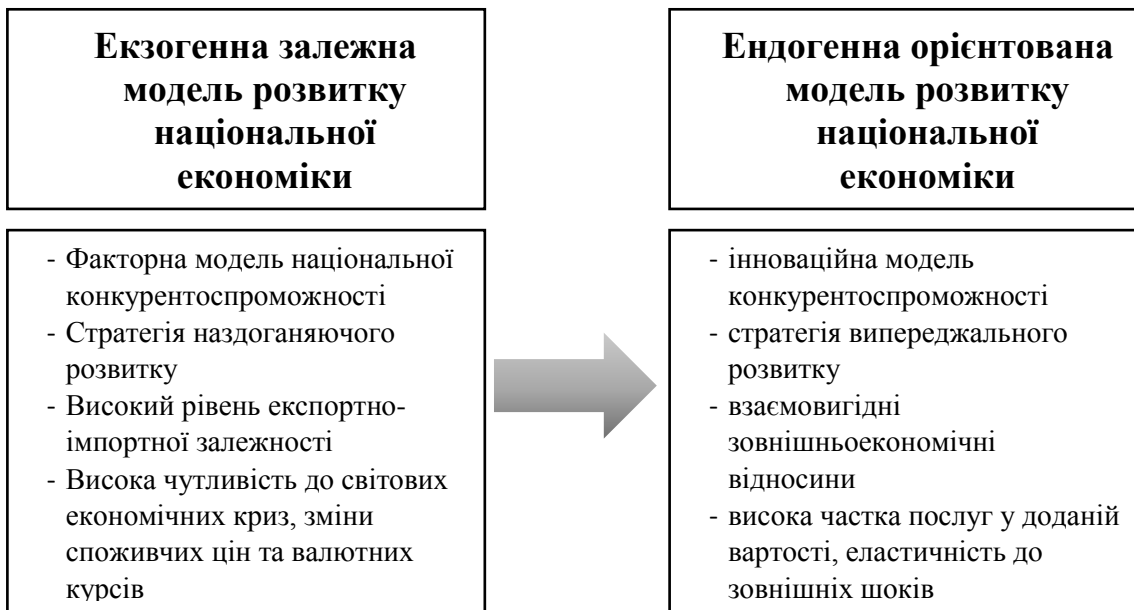 Екзогенна залежна
модель розвитку
національної
економіки
- Факторна модель національної
конкурентоспроможності
- Стратегія наздоганяючого
розвитку
- Високий рівень експортно-
імпортної залежності
- Висока чутливість до світових
економічних криз, зміни
споживчих цін та валютних
курсів
Ендогенна орієнтована
модель розвитку
національної
економіки
- інноваційна модель
конкурентоспроможності
- стратегія випереджального
розвитку
- взаємовигідні
зовнішньоекономічні
відносини
- висока частка послуг у доданій
вартості, еластичність до
зовнішніх шоків